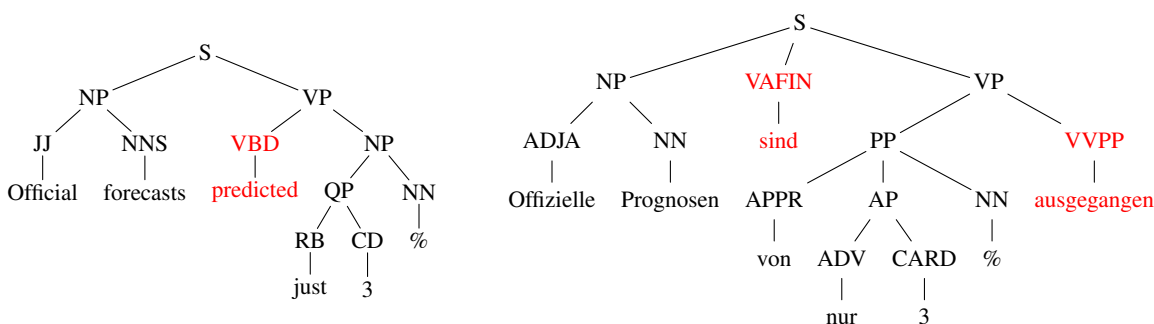 S
NP VP
JJ NNS VBD NP
Official forecasts predicted QP NN
RB CD %
just 3
S
NP VAFIN VP
ADJA NN sind PP VVPP
Offizielle Prognosen APPR AP NN ausgegangen
von ADV CARD %
nur 3